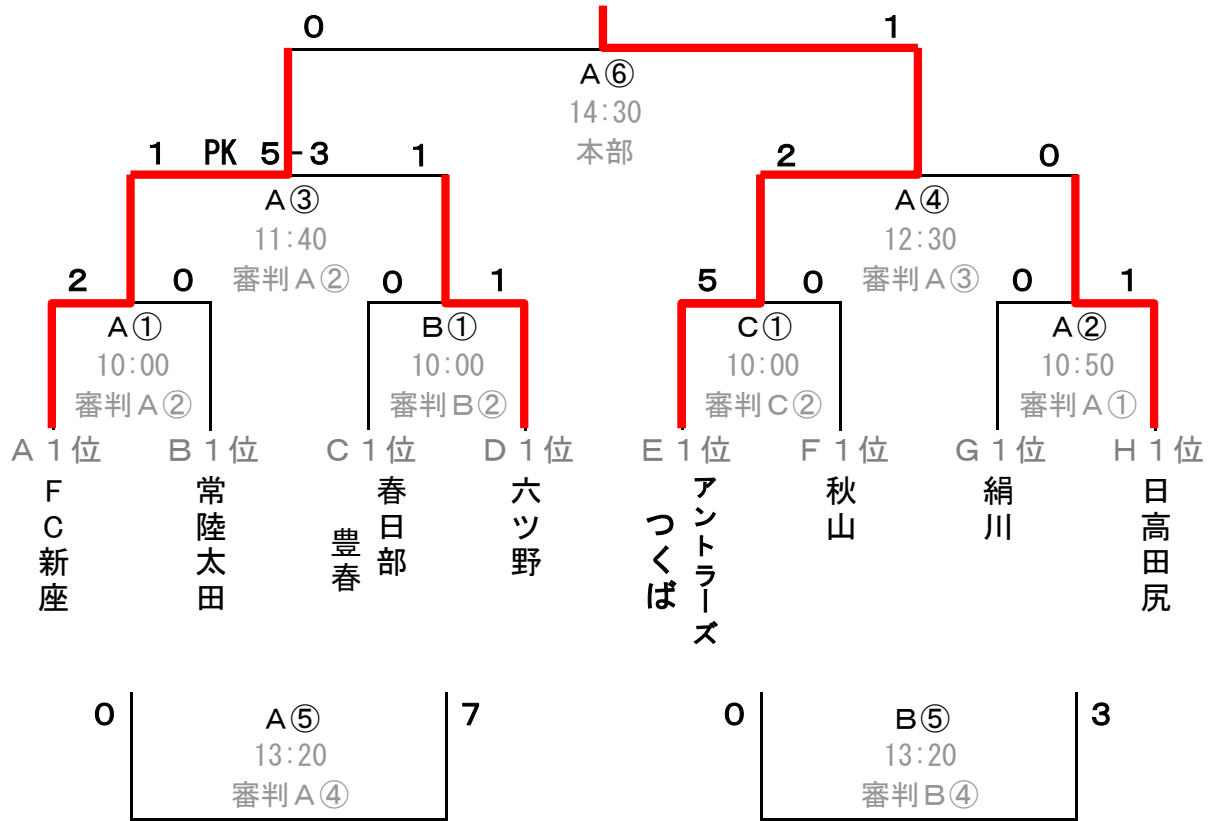 0 1
A⑥
14:30
本部
1 PK 5-3 1
2 0
A③
11:40
審判A②
A④
12:30
審判A③
2 0
0 1
5 0
0 1
A①
10:00
審判A②
B①
10:00
審判B②
C①
10:00
審判C②
A②
10:50
審判A①
A1位
B1位
C1位
D1位
E1位
F1位
G1位
H1位
FC新座
常陸太田
春日部
豊春
六ツ野
アントラーズ
つくば
秋山
絹川
日高田尻
0 A⑤ 7
13:20
審判A④
0 B⑤ 3
13:20
審判B④